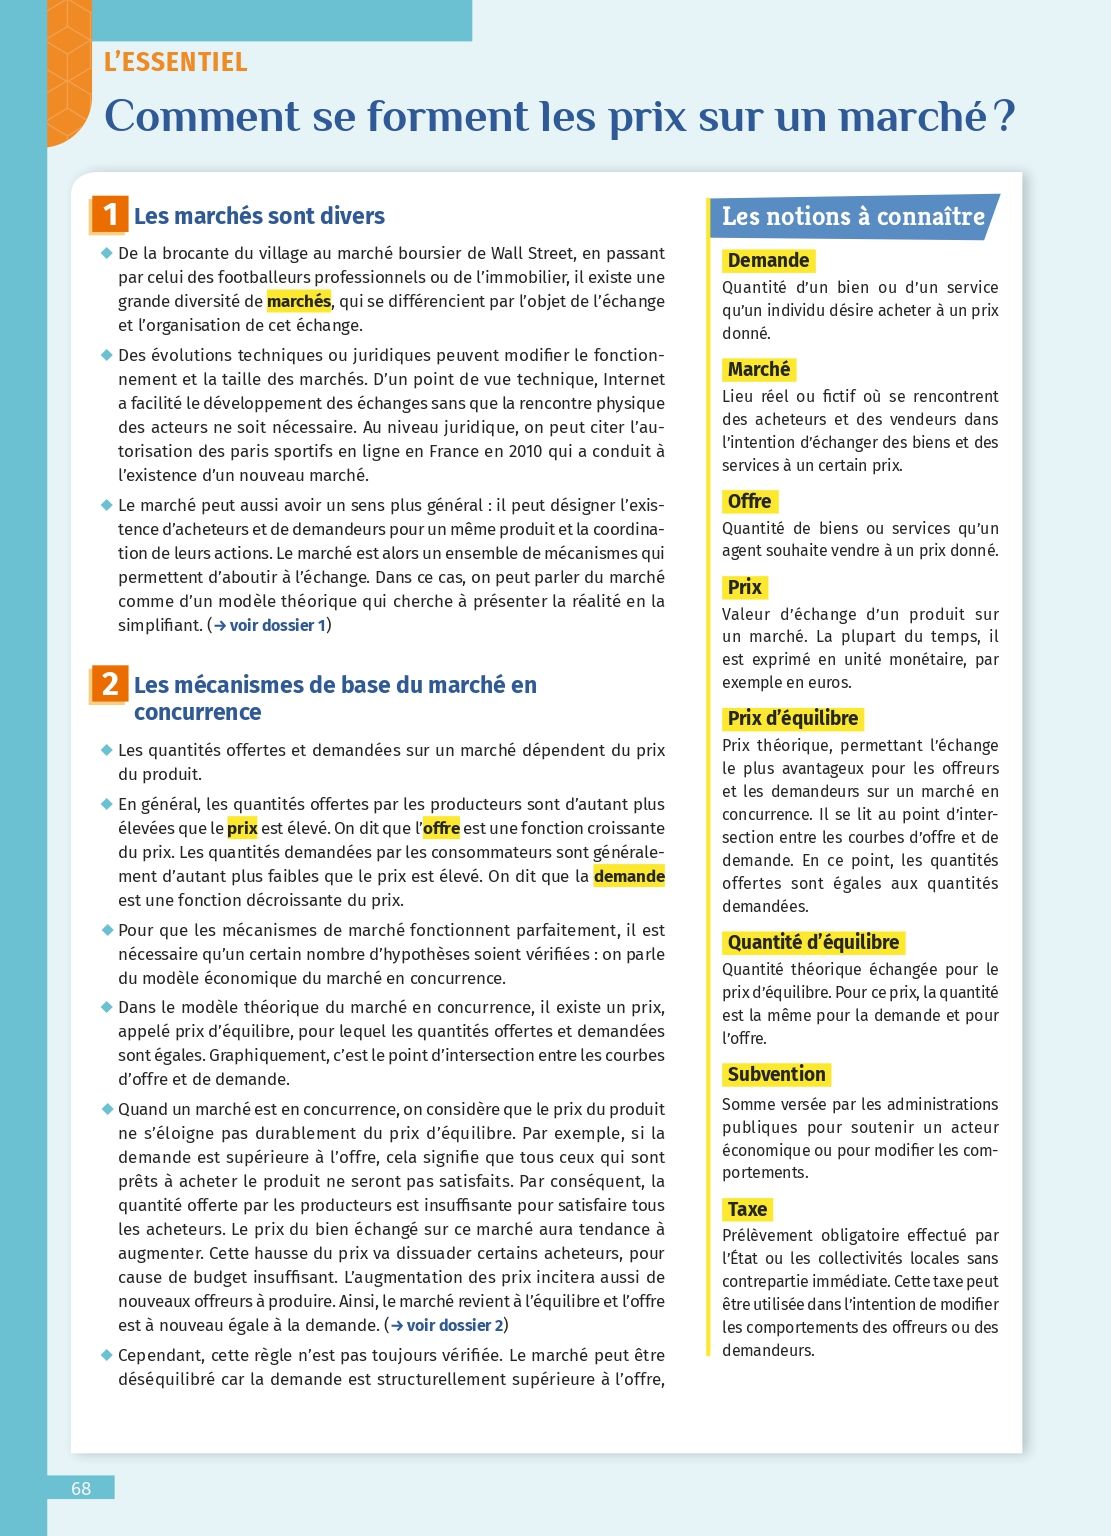 L'ESSENTIEL
Comment se forment les prix sur un marché ?
1 Les marchés sont divers
De la brocante du village au marché boursier de Wall Street, en passant
par celui des footballeurs professionnels ou de l'immobilier, il existe une
grande diversité de marchés, qui se différencient par l'objet de l'échange
et l'organisation de cet échange.
Des évolutions techniques ou juridiques peuvent modifier le fonction-
nement et la taille des marchés. D'un point de vue technique, Internet
a facilité le développement des échanges sans que la rencontre physique
des acteurs ne soit nécessaire. Au niveau juridique, on peut citer l'au-
torisation des paris sportifs en ligne en France en 2010 qui a conduit à
l'existence d'un nouveau marché.
Le marché peut aussi avoir un sens plus général : il peut désigner l'exis-
tence d'acheteurs et de demandeurs pour un même produit et la coordina-
tion de leurs actions. Le marché est alors un ensemble de mécanismes qui
permettent d'aboutir à l'échange. Dans ce cas, on peut parler du marché
comme d'un modèle théorique qui cherche à présenter la réalité en la
simplifiant. (→ voir dossier 1)
2 Les mécanismes de base du marché en
concurrence
Les quantités offertes et demandées sur un marché dépendent du prix
du produit.
En général, les quantités offertes par les producteurs sont d'autant plus
élevées que le prix est élevé. On dit que l'offre est une fonction croissante
du prix. Les quantités demandées par les consommateurs sont générale-
ment d'autant plus faibles que le prix est élevé. On dit que la demande
est une fonction décroissante du prix.
Pour que les mécanismes de marché fonctionnent parfaitement, il est
nécessaire qu'un certain nombre d'hypothèses soient vérifiées : on parle
du modèle économique du marché en concurrence.
Dans le modèle théorique du marché en concurrence, il existe un prix,
appelé prix d'équilibre, pour lequel les quantités offertes et demandées
sont égales. Graphiquement, c'est le point d'intersection entre les courbes
d'offre et de demande.
Quand un marché est en concurrence, on considère que le prix du produit
ne s'éloigne pas durablement du prix d'équilibre. Par exemple, si la
demande est supérieure à l'offre, cela signifie que tous ceux qui sont
prêts à acheter le produit ne seront pas satisfaits. Par conséquent, la
quantité offerte par les producteurs est insuffisante pour satisfaire tous
les acheteurs. Le prix du bien échangé sur ce marché aura tendance à
augmenter. Cette hausse du prix va dissuader certains acheteurs, pour
cause de budget insuffisant. L'augmentation des prix incitera aussi de
nouveaux offreurs à produire. Ainsi, le marché revient à l'équilibre et l'offre
est à nouveau égale à la demande. (→ voir dossier 2)
Cependant, cette règle n'est pas toujours vérifiée. Le marché peut être
déséquilibré car la demande est structurellement supérieure à l'offre,
Les notions à connaître
Demande
Quantité d'un bien ou d'un service
qu'un individu désire acheter à un prix
donné.
Marché
Lieu réel ou fictif où se rencontrent
des acheteurs et des vendeurs dans
l'intention d'échanger des biens et des
services à un certain prix.
Offre
Quantité de biens ou services qu'un
agent souhaite vendre à un prix donné.
Prix
Valeur d'échange d'un produit sur
un marché. La plupart du temps, il
est exprimé en unité monétaire, par
exemple en euros.
Prix d'équilibre
Prix théorique, permettant l'échange
le plus avantageux pour les offreurs
et les demandeurs sur un marché en
concurrence. Il se lit au point d'inter-
section entre les courbes d'offre et de
demande. En ce point, les quantités
offertes sont égales aux quantités
demandées.
Quantité d'équilibre
Quantité théorique échangée pour le
prix d'équilibre. Pour ce prix, la quantité
est la même pour la demande et pour
l'offre.
Subvention
Somme versée par les administrations
publiques pour soutenir un acteur
économique ou pour modifier les com-
portements.
Taxe
Prélèvement obligatoire effectué par
l'État ou les collectivités locales sans
contrepartie immédiate. Cette taxe peut
être utilisée dans l'intention de modifier
les comportements des offreurs ou des
demandeurs.
68